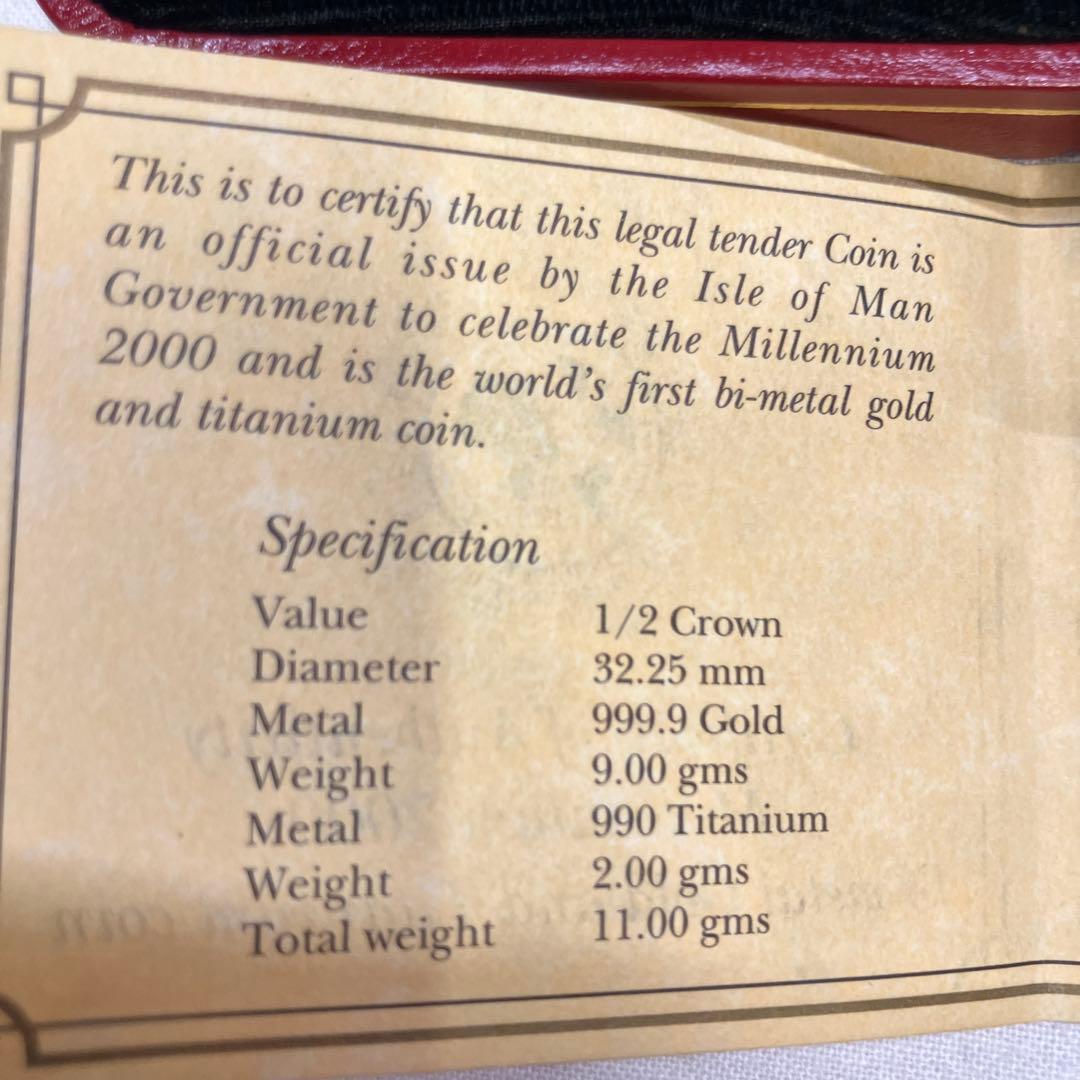 This is to certify that this legal tender Coin is
an official issue by the Isle of Man
Government to celebrate the Millennium
2000 and is the world's first bi-metal gold
and titanium coin.
Specification
Value 1/2 Crown
Diameter 32.25 mm
Metal 999.9 Gold
Weight 9.00 gms
Metal 990 Titanium
Weight 2.00 gms
Total weight 11.00 gms